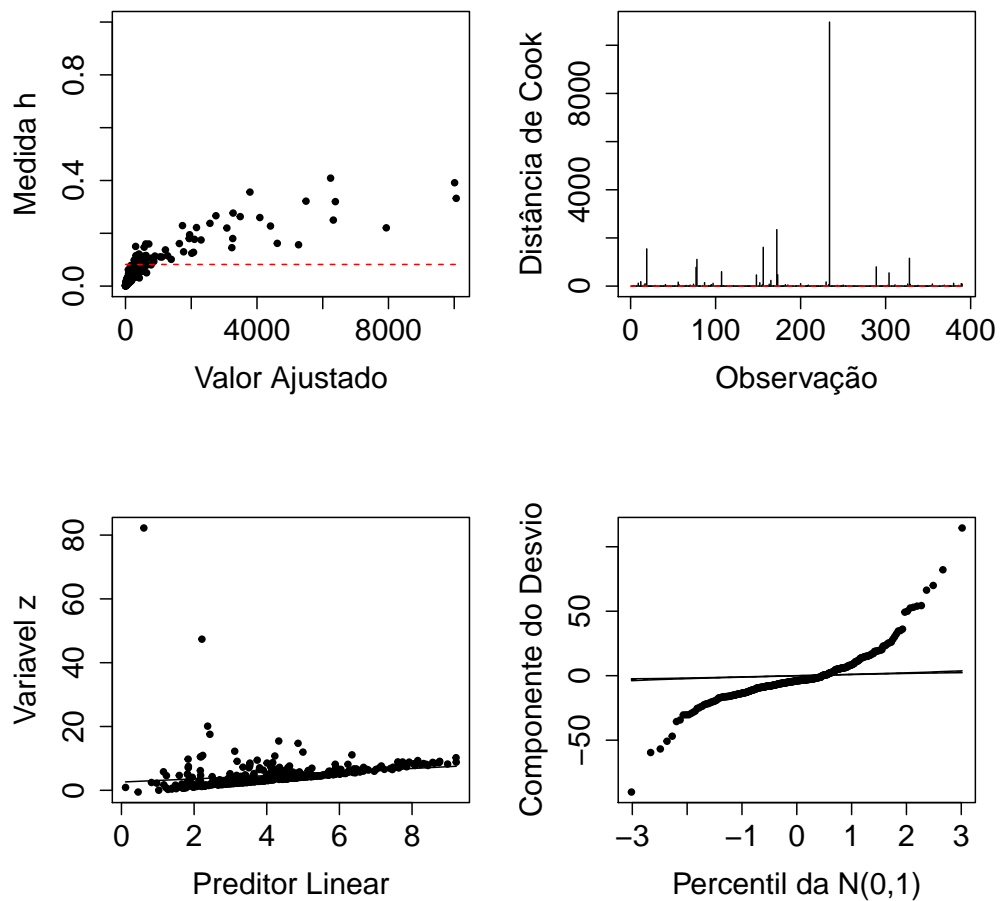 Medida h
0.0 0.4 0.8
0 4000 8000
Valor Ajustado
Distância de Cook
0 4000 8000
0 100 200 300 400
Observação
Variavel z
0 20 40 60 80
0 2 4 6 8
Preditor Linear
Componente do Desvio
−50 0 50
−3 −1 0 1 2 3
Percentil da N(0,1)